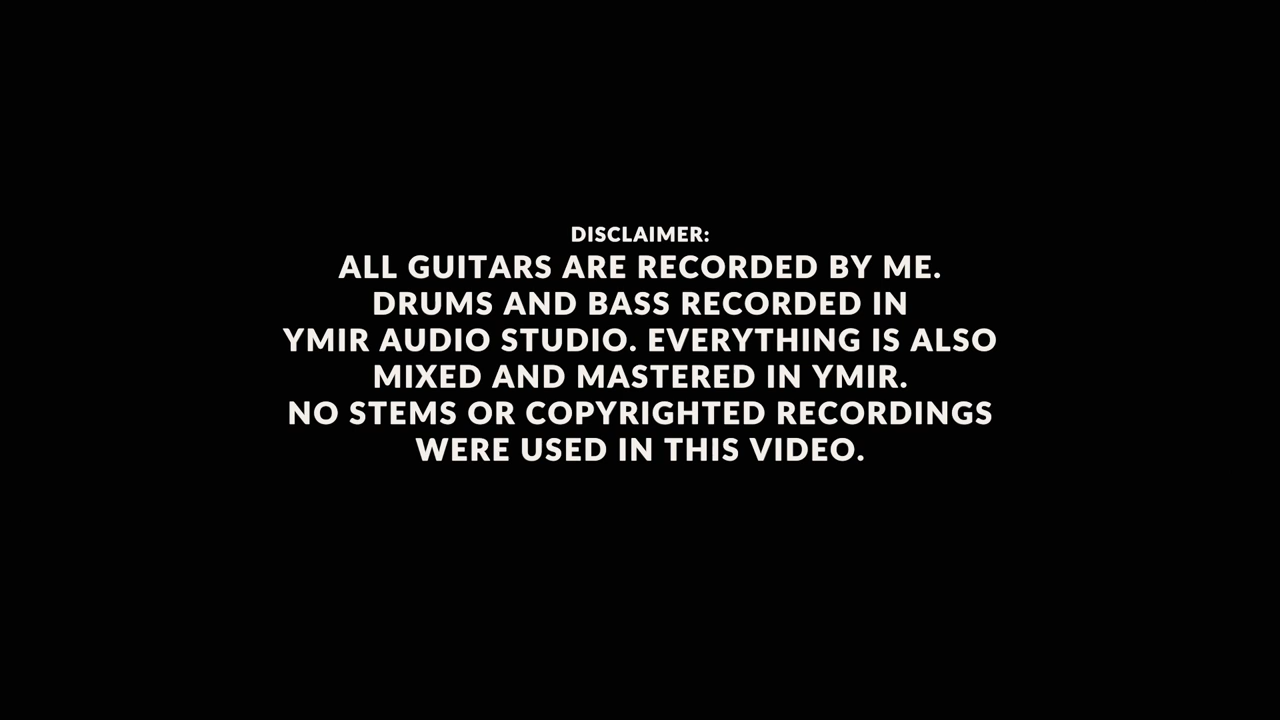 DISCLAIMER:
ALL GUITARS ARE RECORDED BY ME.
DRUMS AND BASS RECORDED IN
YMIR AUDIO STUDIO. EVERYTHING IS ALSO
MIXED AND MASTERED IN YMIR.
NO STEMS OR COPYRIGHTED RECORDINGS
WERE USED IN THIS VIDEO.